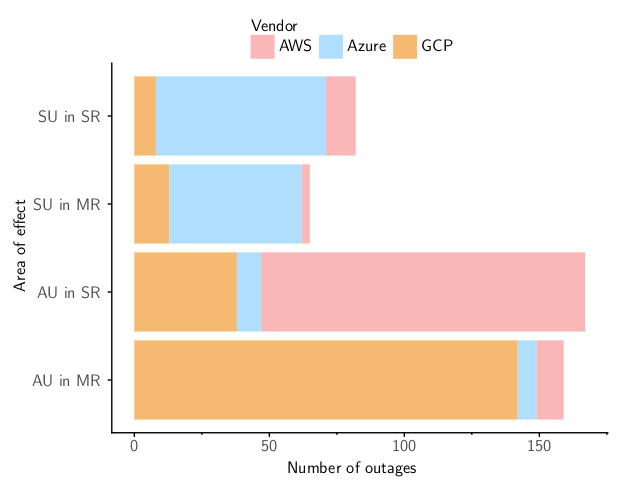 Vendor
AWS Azure GCP
SU in SR
SU in MR
AU in SR
AU in MR
Area of effect
0 50 100 150
Number of outages